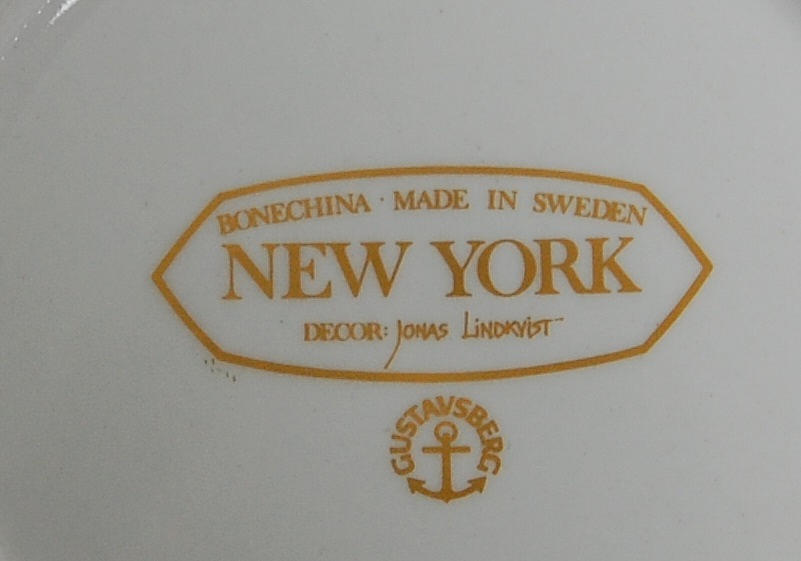 BONECHINA · MADE IN SWEDEN
NEW YORK
DECOR: JONAS LINDKVIST
GUSTAVSBERG